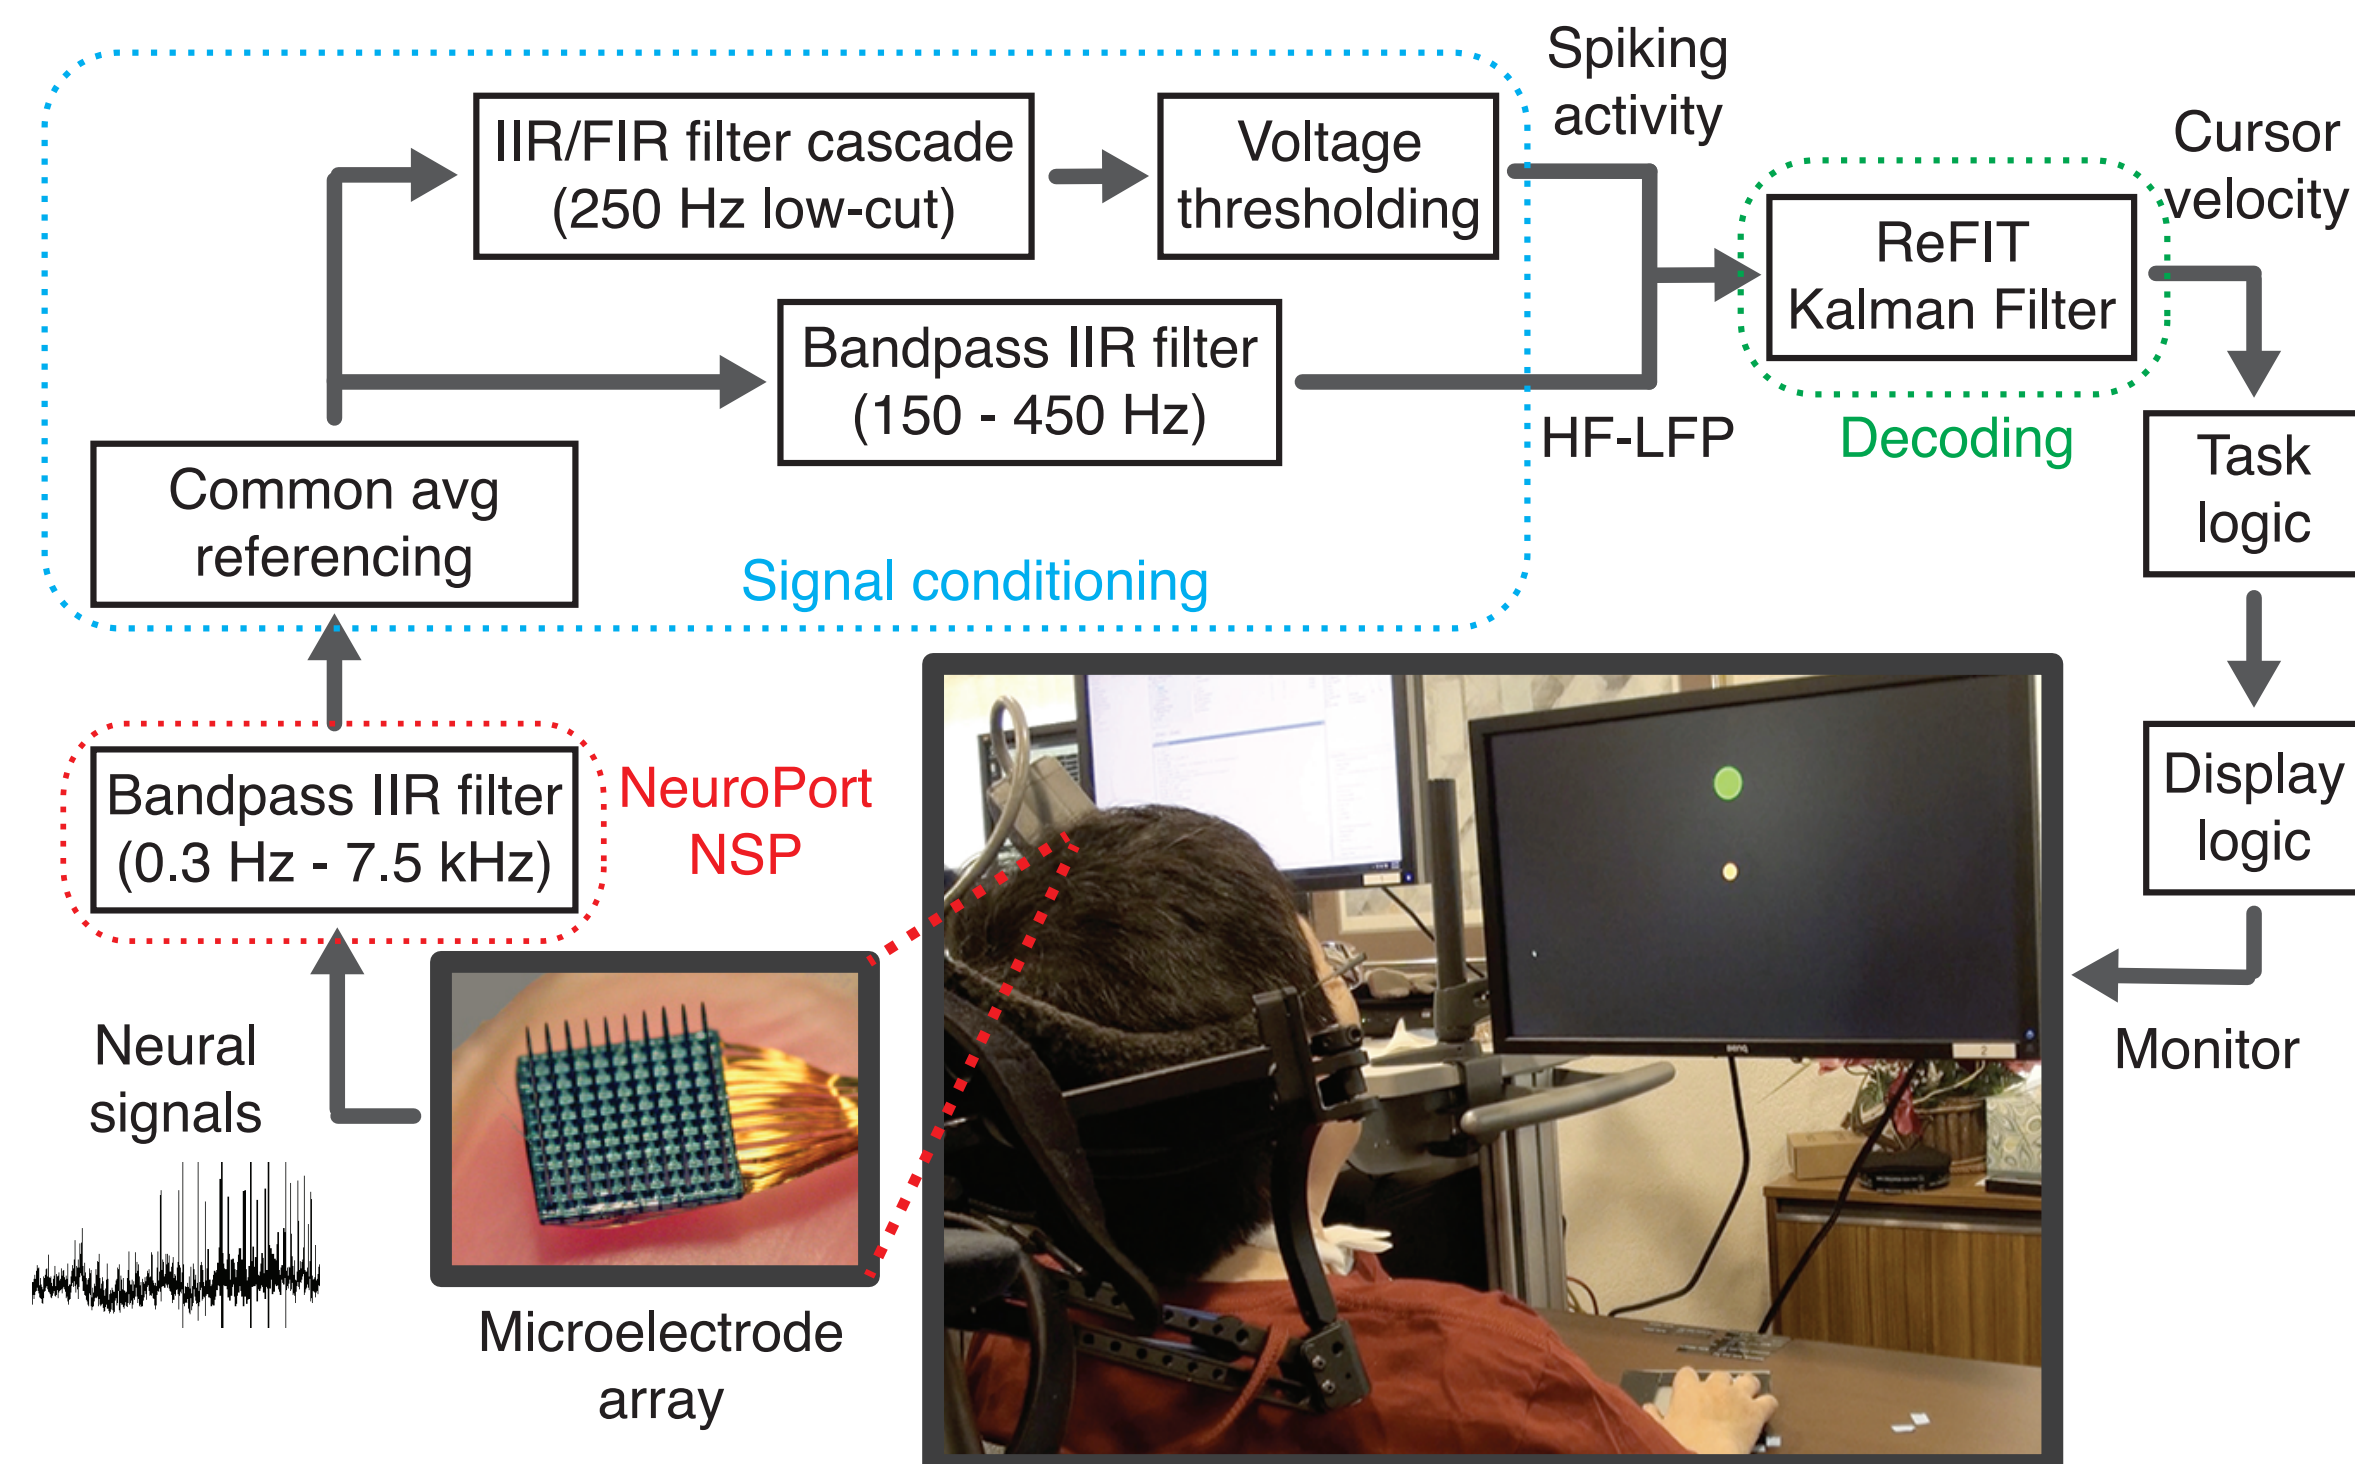 Spiking
activity
Cursor
velocity
IIR/FIR filter cascade
(250 Hz low-cut)
Voltage
thresholding
ReFIT
Kalman Filter
Bandpass IIR filter
(150 - 450 Hz)
HF-LFP
Decoding
Common avg
referencing
Signal conditioning
Task
logic
Bandpass IIR filter
(0.3 Hz - 7.5 kHz)
NeuroPort
NSP
Display
logic
Neural
signals
Monitor
Microelectrode
array
BenQ
2